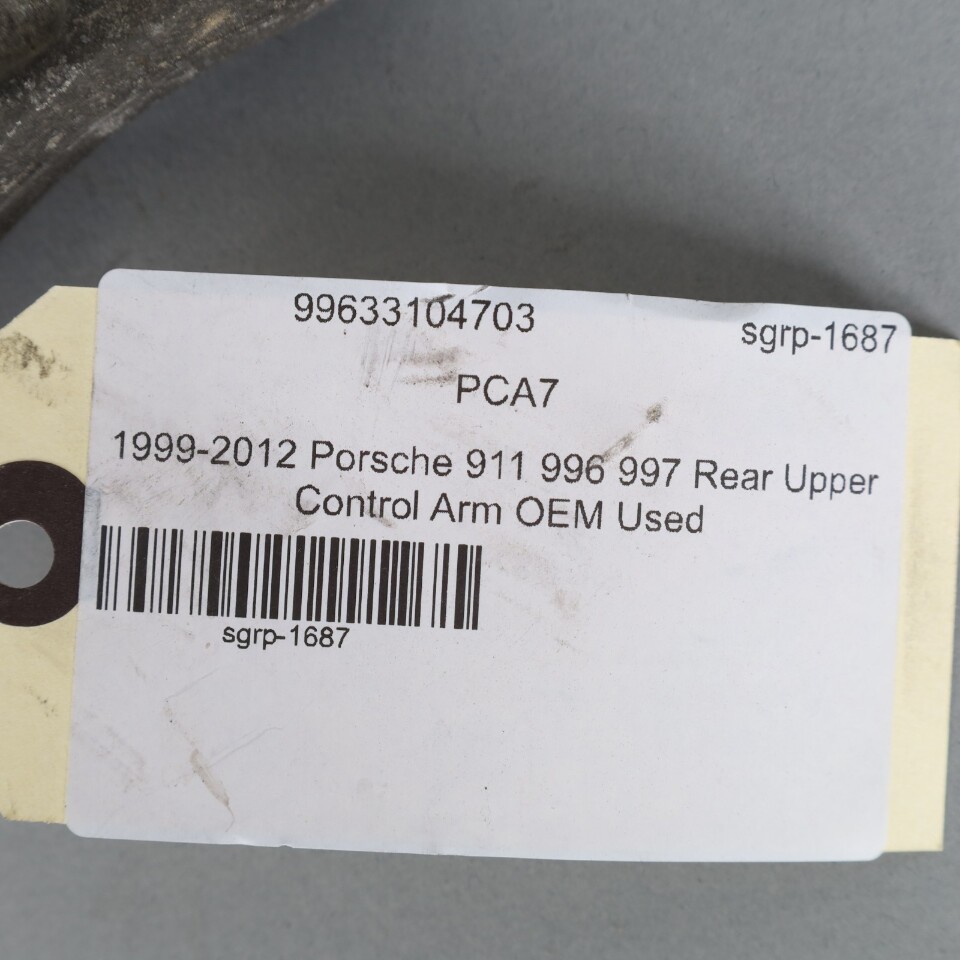 99633104703
sgrp-1687
PCA7
1999-2012 Porsche 911 996 997 Rear Upper
Control Arm OEM Used
sgrp-1687